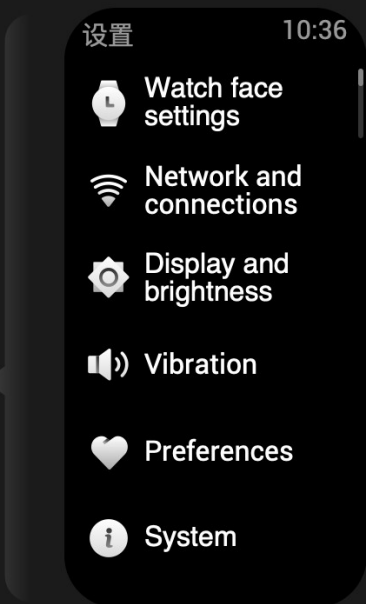 设置
10:36
Watch face
settings
Network and
connections
Display and
brightness
Vibration
Preferences
System